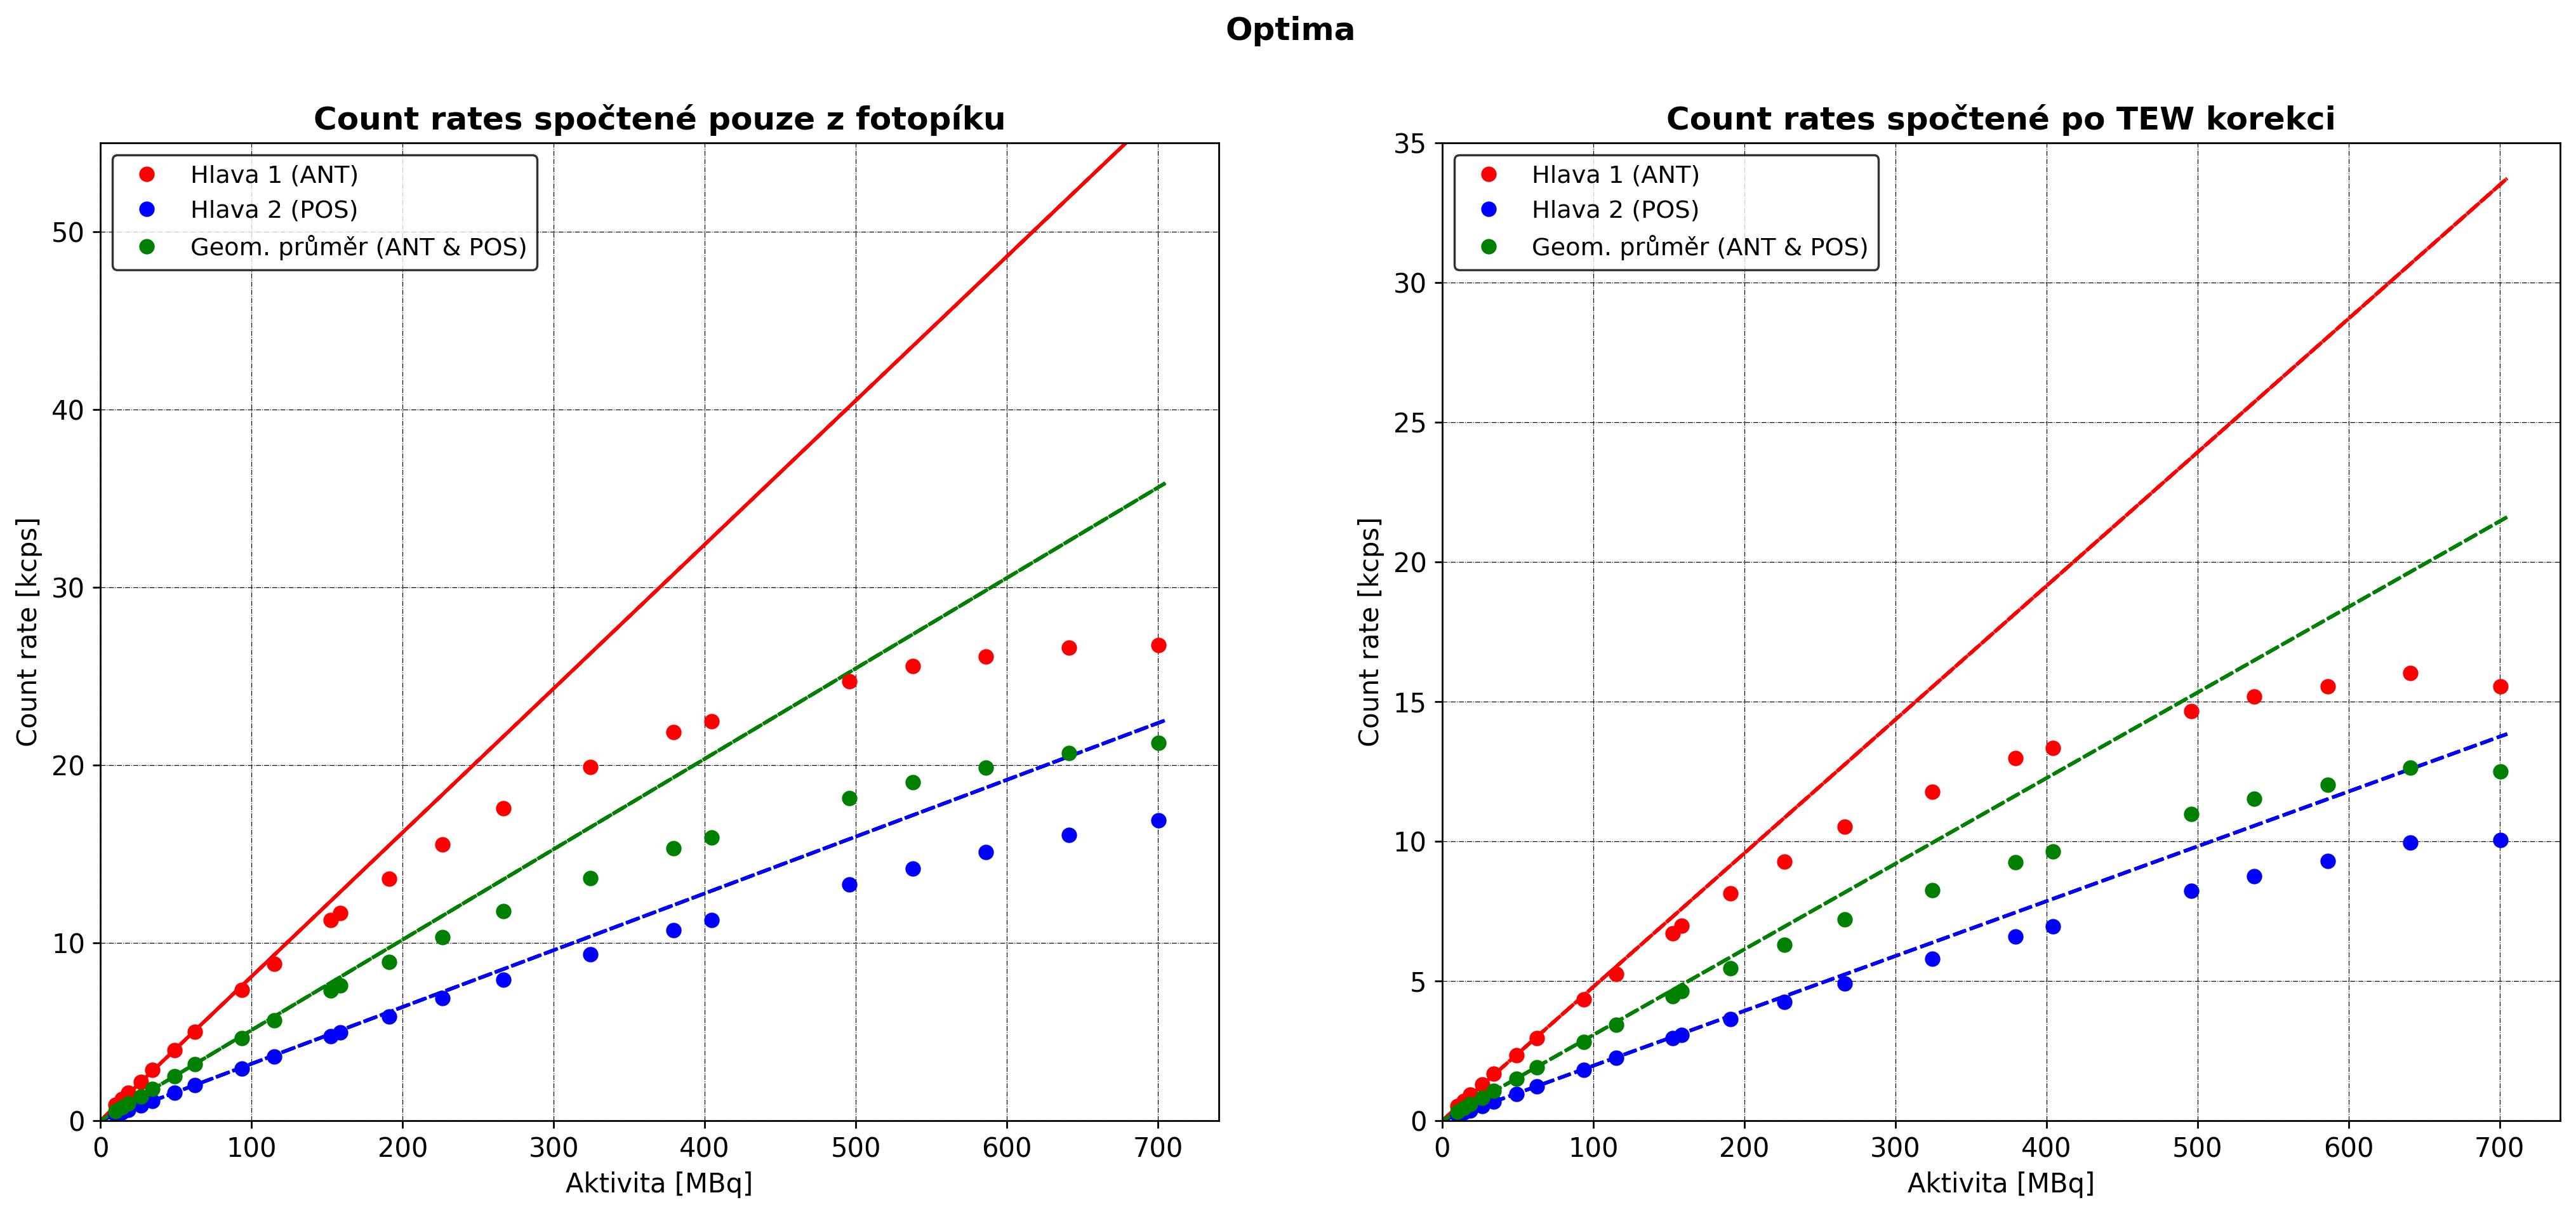 Optima
Count rates spočtené pouze z fotopíku
Hlava 1 (ANT)
Hlava 2 (POS)
Geom. průměr (ANT & POS)
50
40
30
20
10
0
Count rate [kcps]
0 100 200 300 400 500 600 700
Aktivita [MBq]
Count rates spočtené po TEW korekci
Hlava 1 (ANT)
Hlava 2 (POS)
Geom. průměr (ANT & POS)
35
30
25
20
15
10
5
0
Count rate [kcps]
0 100 200 300 400 500 600 700
Aktivita [MBq]